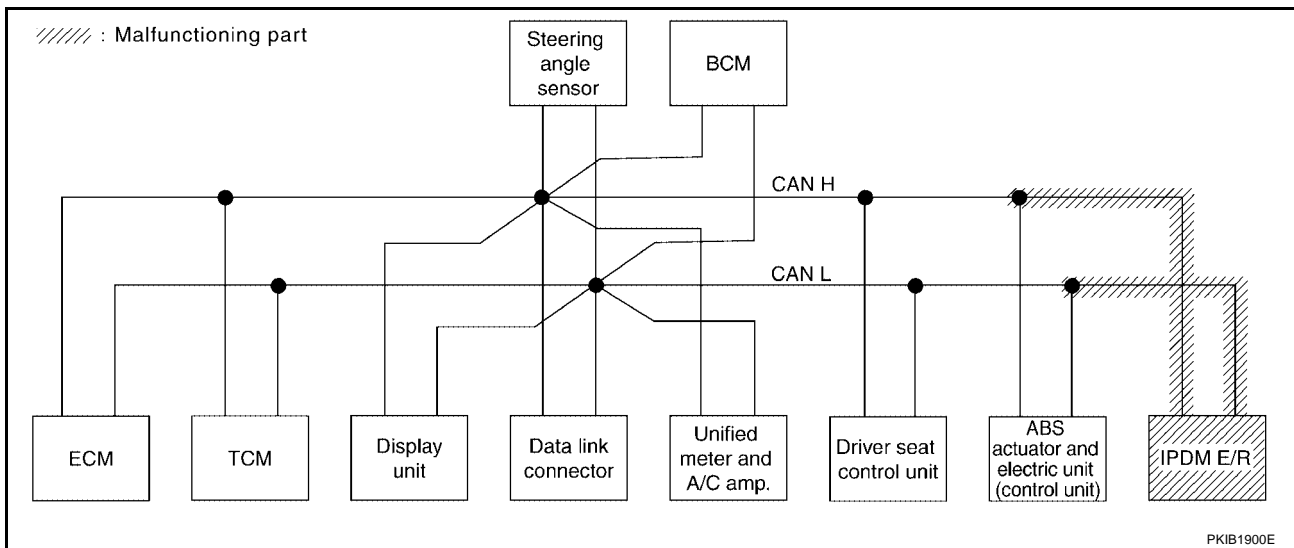 : Malfunctioning part
Steering
angle
sensor
BCM
CAN H
CAN L
ECM
TCM
Display
unit
Data link
connector
Unified
meter and
A/C amp.
Driver seat
control unit
ABS
actuator and
electric unit
(control unit)
IPDM E/R
PKIB1900E